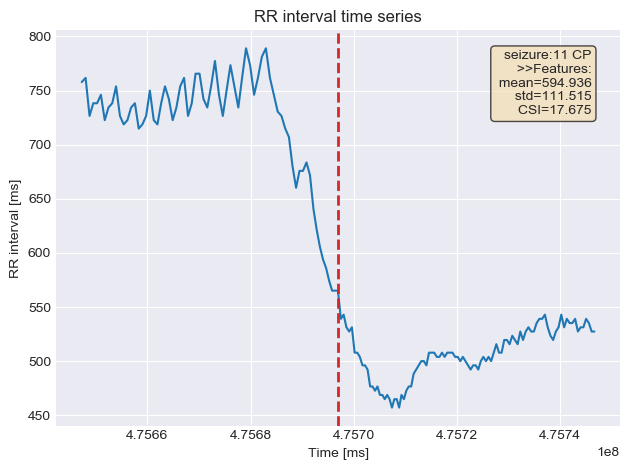 RR interval time series
seizure:11 CP
>>Features:
mean=594.936
std=111.515
CSI=17.675
RR interval [ms]
800
750
700
650
600
550
500
450
4.7566
4.7568
4.7570
4.7572
4.7574
1e8
Time [ms]